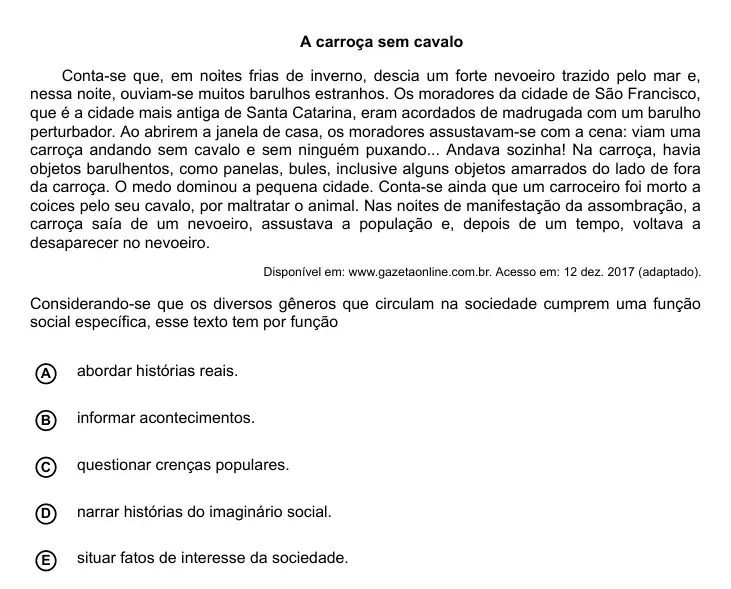 A carroça sem cavalo
Conta-se que, em noites frias de inverno, descia um forte nevoeiro trazido pelo mar e,
nessa noite, ouviam-se muitos barulhos estranhos. Os moradores da cidade de São Francisco,
que é a cidade mais antiga de Santa Catarina, eram acordados de madrugada com um barulho
perturbador. Ao abrirem a janela de casa, os moradores assustavam-se com a cena: viam uma
carroça andando sem cavalo e sem ninguém puxando... Andava sozinha! Na carroça, havia
objetos barulhentos, como panelas, bules, inclusive alguns objetos amarrados do lado de fora
da carroça. O medo dominou a pequena cidade. Conta-se ainda que um carroceiro foi morto a
coices pelo seu cavalo, por maltratar o animal. Nas noites de manifestação da assombração, a
carroça saía de um nevoeiro, assustava a população e, depois de um tempo, voltava a
desaparecer no nevoeiro.
Disponível em: www.gazetaonline.com.br. Acesso em: 12 dez. 2017 (adaptado).
Considerando-se que os diversos gêneros que circulam na sociedade cumprem uma função
social específica, esse texto tem por função
A abordar histórias reais.
B informar acontecimentos.
C questionar crenças populares.
D narrar histórias do imaginário social.
E situar fatos de interesse da sociedade.